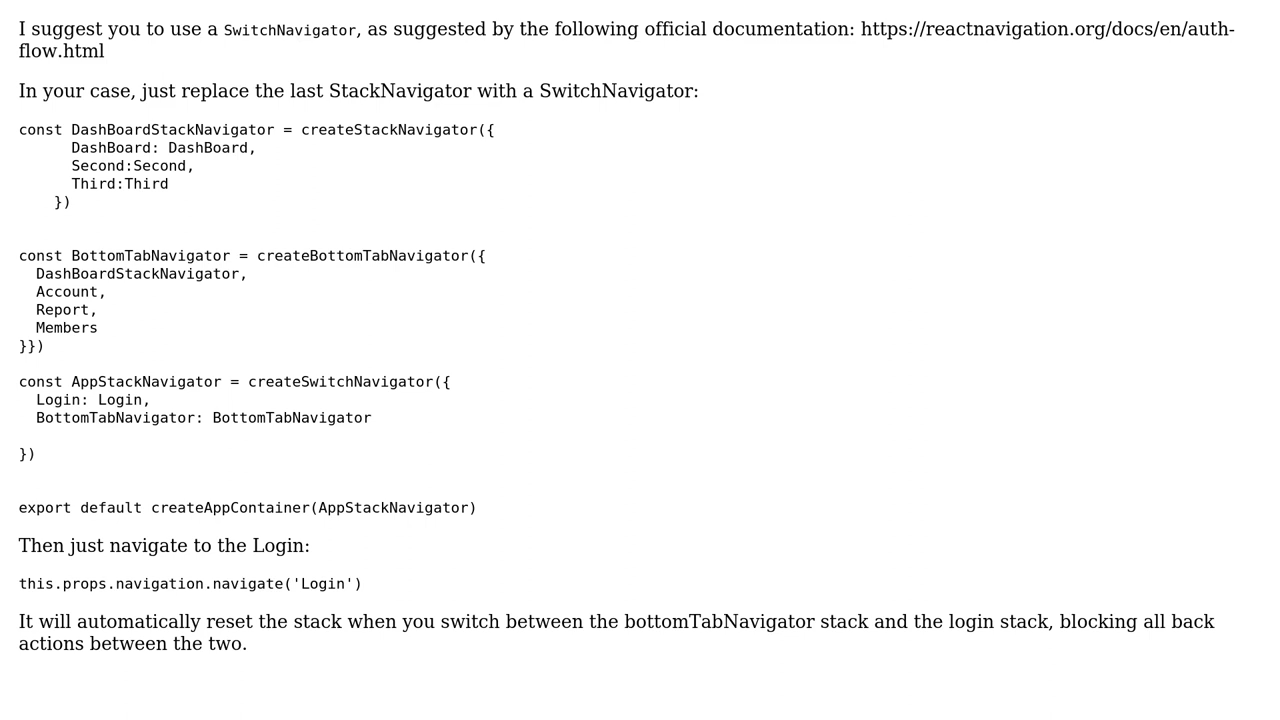 I suggest you to use a SwitchNavigator, as suggested by the following official documentation: https://reactnavigation.org/docs/en/auth-
flow.html
In your case, just replace the last StackNavigator with a SwitchNavigator:
const DashBoardStackNavigator = createStackNavigator({
      DashBoard: DashBoard,
      Second:Second,
      Third:Third
    })
const BottomTabNavigator = createBottomTabNavigator({
  DashBoardStackNavigator,
  Account,
  Report,
  Members
}})
const AppStackNavigator = createSwitchNavigator({
  Login: Login,
  BottomTabNavigator: BottomTabNavigator
})
export default createAppContainer(AppStackNavigator)
Then just navigate to the Login:
this.props.navigation.navigate('Login')
It will automatically reset the stack when you switch between the bottomTabNavigator stack and the login stack, blocking all back
actions between the two.